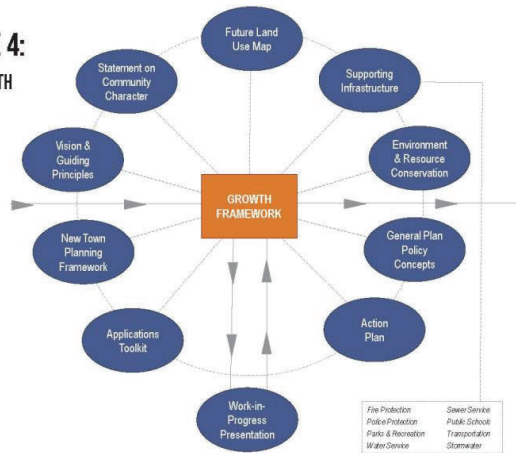 4:
TH
Future Land
Use Map
Statement on
Community
Character
Supporting
Infrastructure
Vision &
Guiding
Principles
Environment
& Resource
Conservation
GROWTH
FRAMEWORK
New Town
Planning
Framework
General Plan
Policy
Concepts
Applications
Toolkit
Action
Plan
Work-in-
Progress
Presentation
Fire Protection Sewer Service
Police Protection Public Schools
Parks & Recreation Transportation
Water Service Stormwater